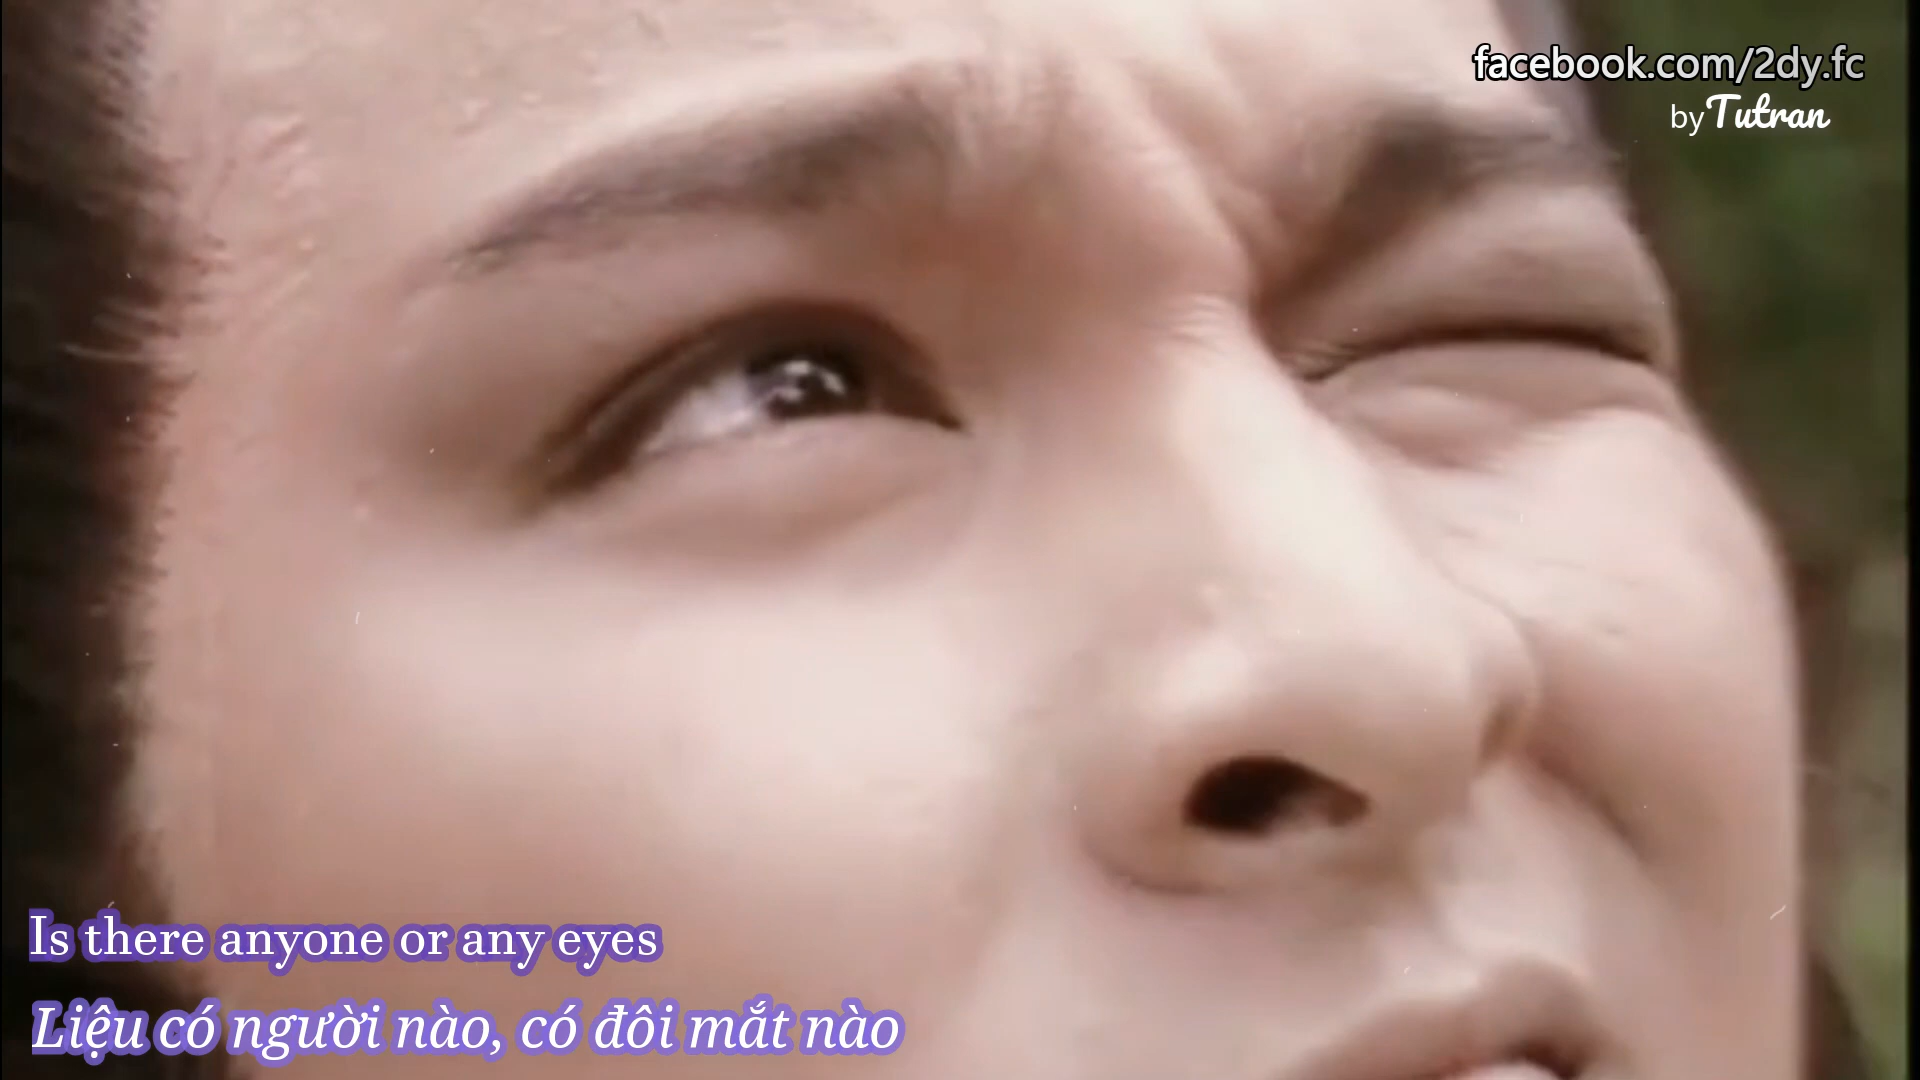 facebook.com/2dy.fc
by Tutran
Is there anyone or any eyes
Liệu có người nào, có đôi mắt nào